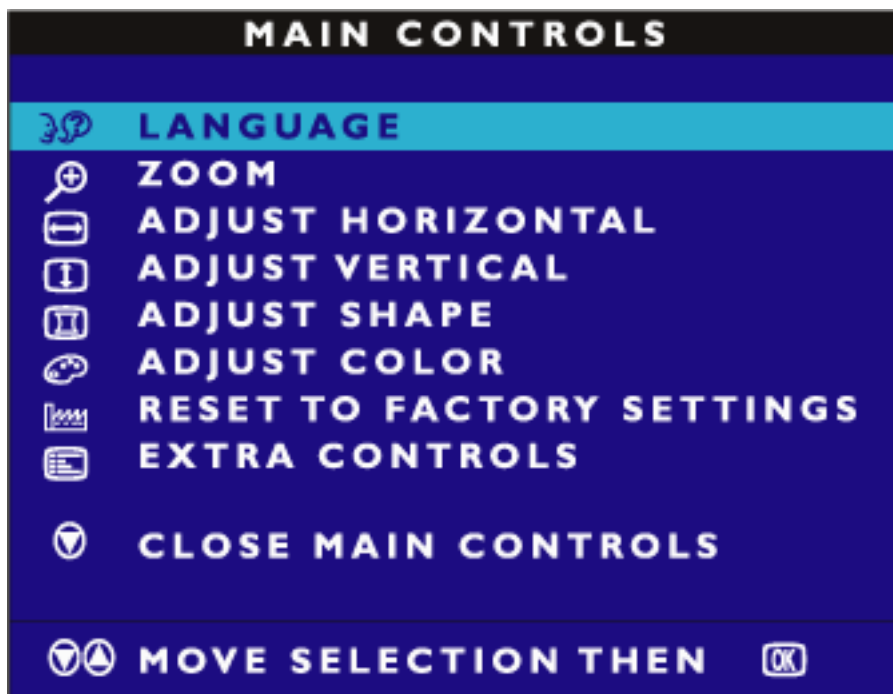 MAIN CONTROLS
LANGUAGE
ZOOM
ADJUST HORIZONTAL
ADJUST VERTICAL
ADJUST SHAPE
ADJUST COLOR
RESET TO FACTORY SETTINGS
EXTRA CONTROLS
CLOSE MAIN CONTROLS
MOVE SELECTION THEN OK